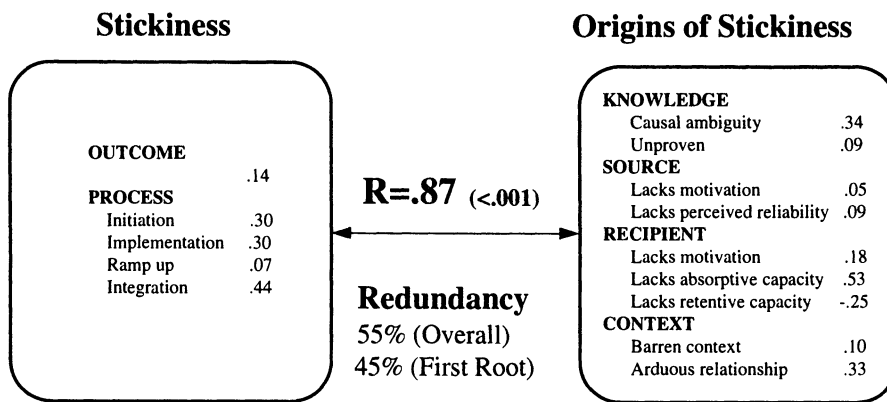 Stickiness
OUTCOME
.14
PROCESS
Initiation .30
Implementation .30
Ramp up .07
Integration .44
R=.87 (<.001)
Redundancy
55% (Overall)
45% (First Root)
Origins of Stickiness
KNOWLEDGE
Causal ambiguity .34
Unproven .09
SOURCE
Lacks motivation .05
Lacks perceived reliability .09
RECIPIENT
Lacks motivation .18
Lacks absorptive capacity .53
Lacks retentive capacity -.25
CONTEXT
Barren context .10
Arduous relationship .33